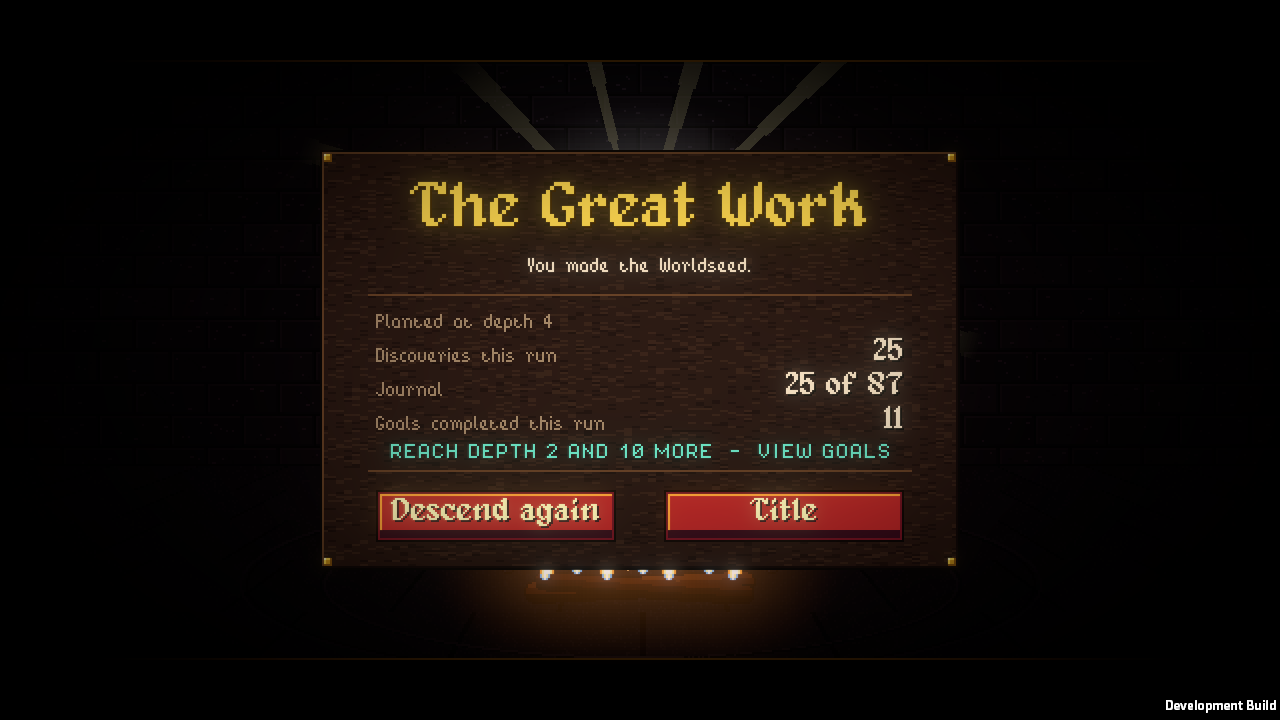 The Great Work
You made the Worldseed.
Planted at depth 4
Discoveries this run 25
Journal 25 of 87
Goals completed this run 11
REACH DEPTH 2 AND 10 MORE - VIEW GOALS
Descend again Title
Development Build